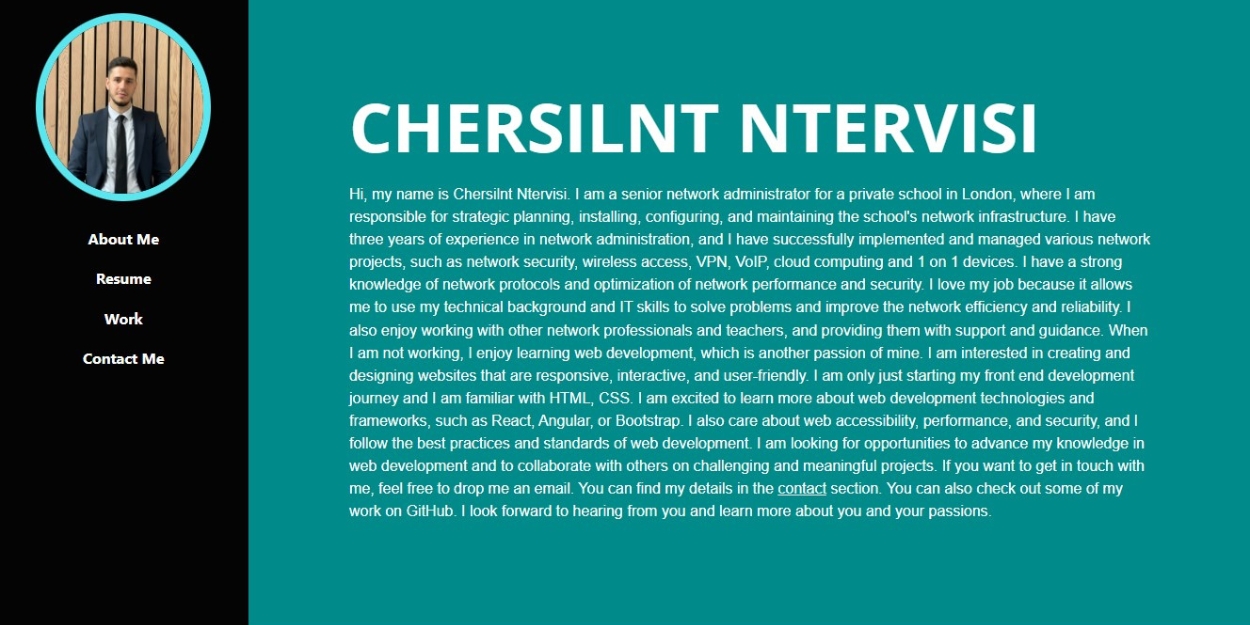 About Me
Resume
Work
Contact Me
CHERSILNT NTERVISI
Hi, my name is Chersilnt Ntervisi. I am a senior network administrator for a private school in London, where I am
responsible for strategic planning, installing, configuring, and maintaining the school's network infrastructure. I have
three years of experience in network administration, and I have successfully implemented and managed various network
projects, such as network security, wireless access, VPN, VoIP, cloud computing and 1 on 1 devices. I have a strong
knowledge of network protocols and optimization of network performance and security. I love my job because it allows
me to use my technical background and IT skills to solve problems and improve the network efficiency and reliability. I
also enjoy working with other network professionals and teachers, and providing them with support and guidance. When
I am not working, I enjoy learning web development, which is another passion of mine. I am interested in creating and
designing websites that are responsive, interactive, and user-friendly. I am only just starting my front end development
journey and I am familiar with HTML, CSS. I am excited to learn more about web development technologies and
frameworks, such as React, Angular, or Bootstrap. I also care about web accessibility, performance, and security, and I
follow the best practices and standards of web development. I am looking for opportunities to advance my knowledge in
web development and to collaborate with others on challenging and meaningful projects. If you want to get in touch with
me, feel free to drop me an email. You can find my details in the contact section. You can also check out some of my
work on GitHub. I look forward to hearing from you and learn more about you and your passions.